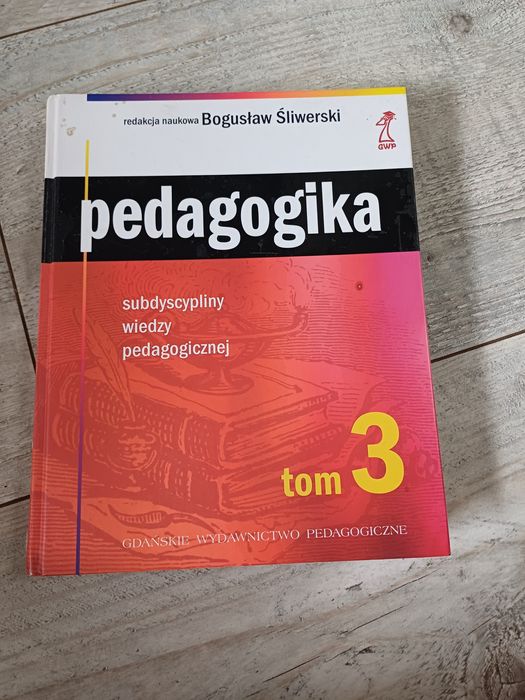 redakcja naukowa Bogusław Śliwerski
GWP
pedagogika
subdyscypliny
wiedzy
pedagogicznej
tom 3
GDAŃSKIE WYDAWNICTWO PEDAGOGICZNE